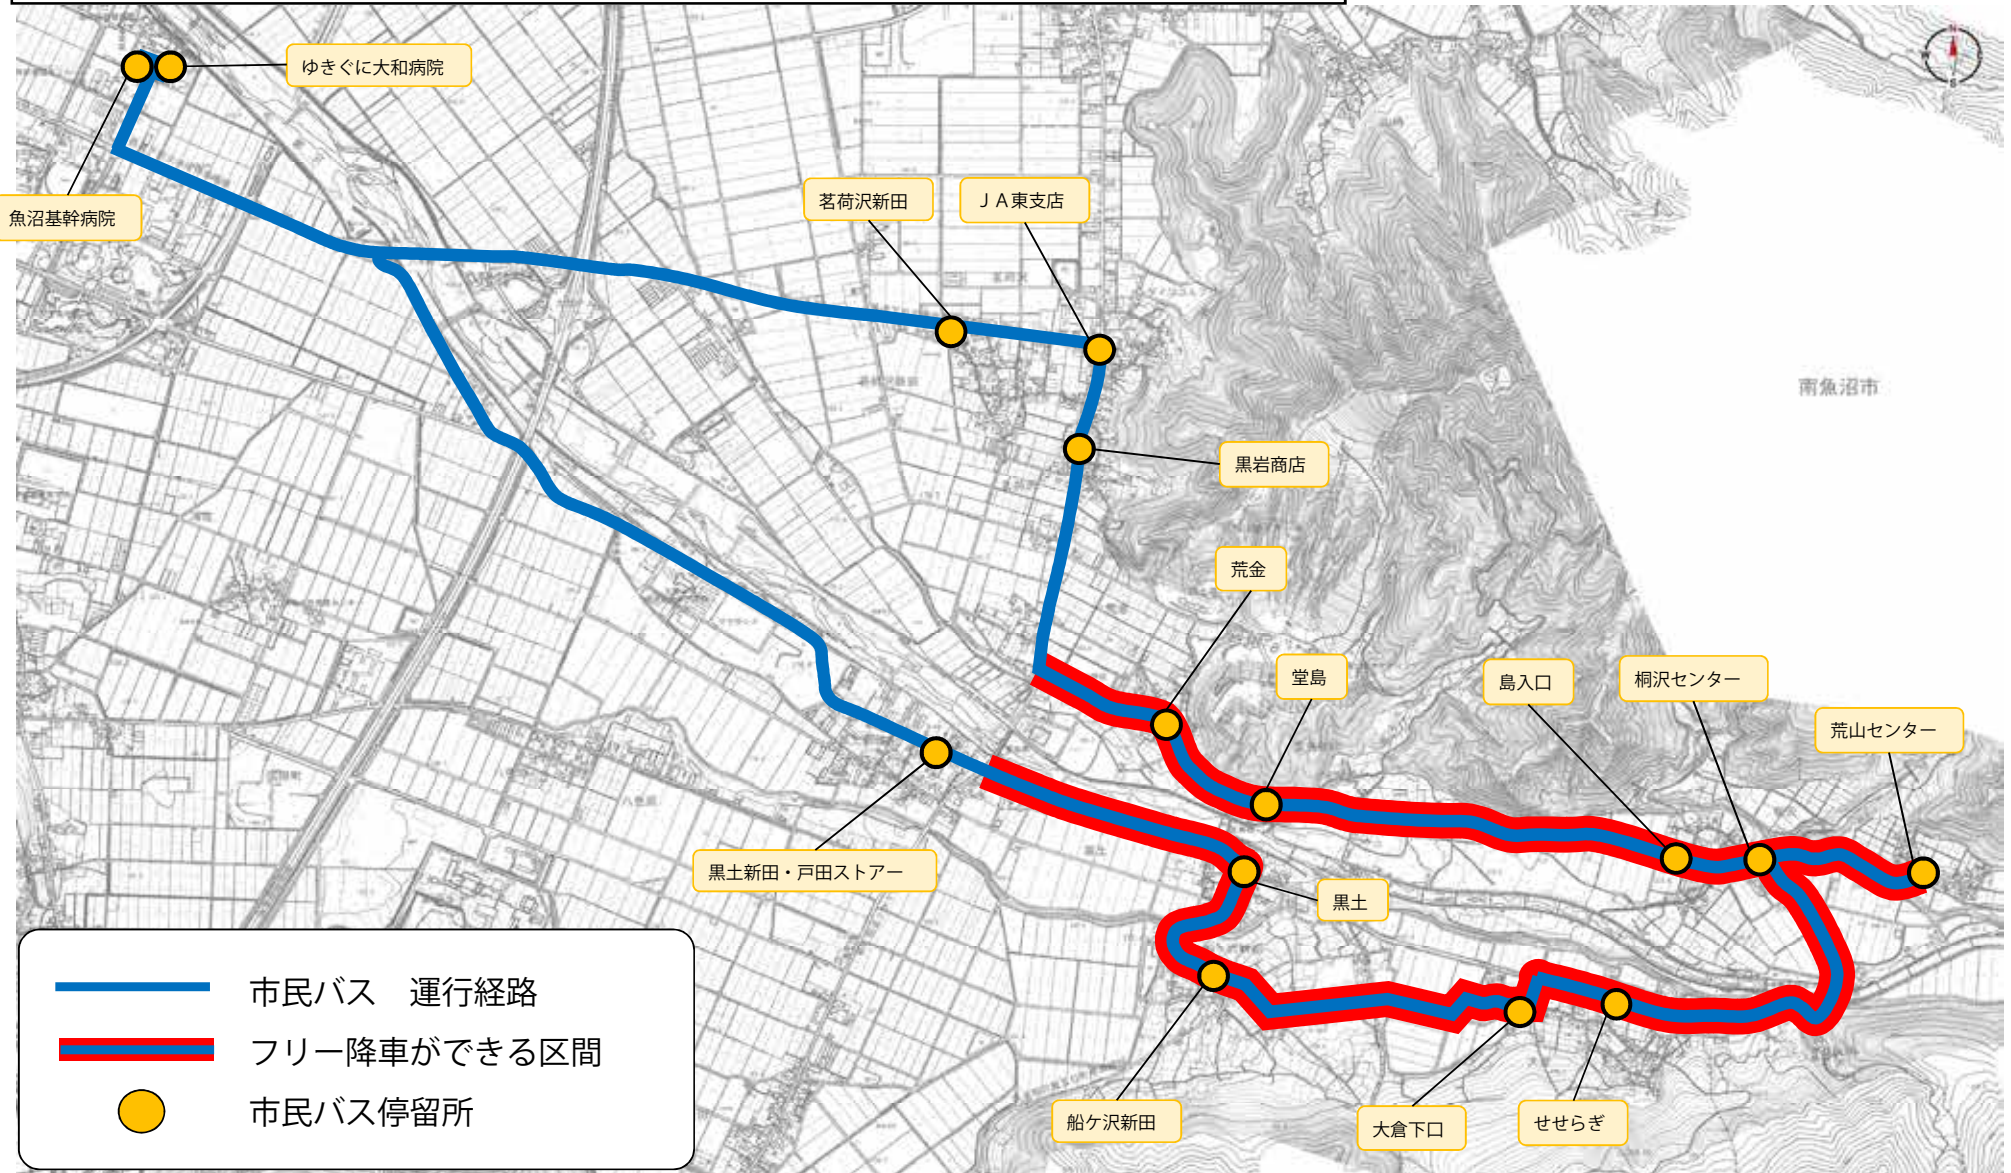 ゆきぐに大和病院
魚沼基幹病院
茗荷沢新田
ＪＡ東支店
黒岩商店
南魚沼市
荒金
堂島
島入口
桐沢センター
荒山センター
黒土新田・戸田ストアー
黒土
船ケ沢新田
大倉下口
せせらぎ
市民バス　運行経路
フリー降車ができる区間
市民バス停留所